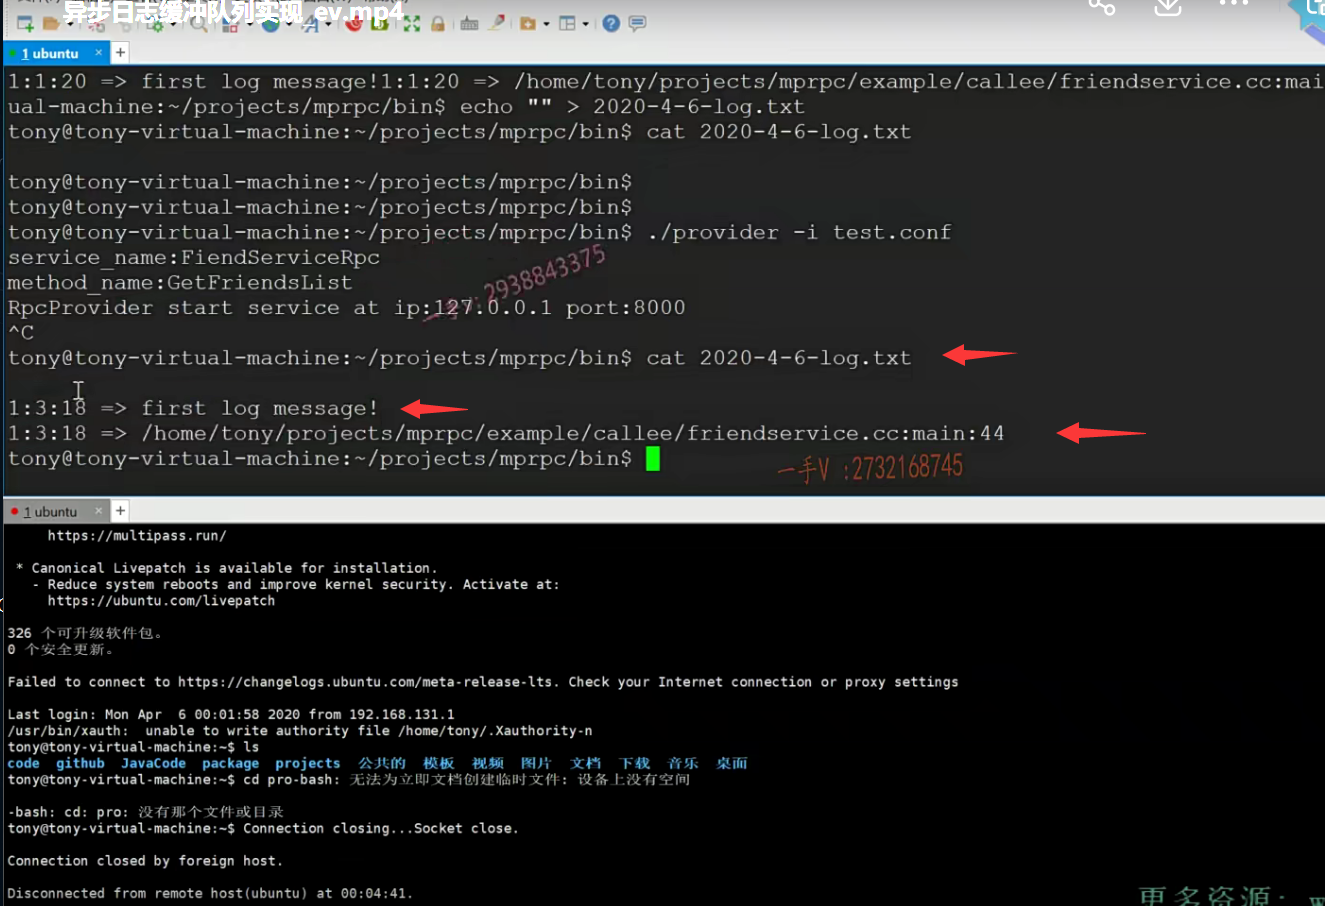 异步日志缓冲队列实现_ev.mp4
1 ubuntu × +
1:1:20 => first log message!1:1:20 => /home/tony/projects/mprpc/example/callee/friendservice.cc:mai
ual-machine:~/projects/mprpc/bin$ echo "" > 2020-4-6-log.txt
tony@tony-virtual-machine:~/projects/mprpc/bin$ cat 2020-4-6-log.txt
tony@tony-virtual-machine:~/projects/mprpc/bin$
tony@tony-virtual-machine:~/projects/mprpc/bin$
tony@tony-virtual-machine:~/projects/mprpc/bin$ ./provider -i test.conf
service_name:FiendServiceRpc
method_name:GetFriendsList
RpcProvider start service at ip:127.0.0.1 port:8000
2938843375
^C
tony@tony-virtual-machine:~/projects/mprpc/bin$ cat 2020-4-6-log.txt
1:3:18 => first log message!
1:3:18 => /home/tony/projects/mprpc/example/callee/friendservice.cc:main:44
tony@tony-virtual-machine:~/projects/mprpc/bin$
一手V :2732168745
1 ubuntu × +
https://multipass.run/
* Canonical Livepatch is available for installation.
- Reduce system reboots and improve kernel security. Activate at:
https://ubuntu.com/livepatch
326 个可升级软件包。
0 个安全更新。
Failed to connect to https://changelogs.ubuntu.com/meta-release-lts. Check your Internet connection or proxy settings
Last login: Mon Apr  6 00:01:58 2020 from 192.168.131.1
/usr/bin/xauth:  unable to write authority file /home/tony/.Xauthority-n
tony@tony-virtual-machine:~$ ls
code  github  JavaCode  package  projects  公共的  模板  视频  图片  文档  下载  音乐  桌面
tony@tony-virtual-machine:~$ cd pro-bash: 无法为立即文档创建临时文件: 设备上没有空间
-bash: cd: pro: 没有那个文件或目录
tony@tony-virtual-machine:~$ Connection closing...Socket close.
Connection closed by foreign host.
Disconnected from remote host(ubuntu) at 00:04:41.
更多资源: